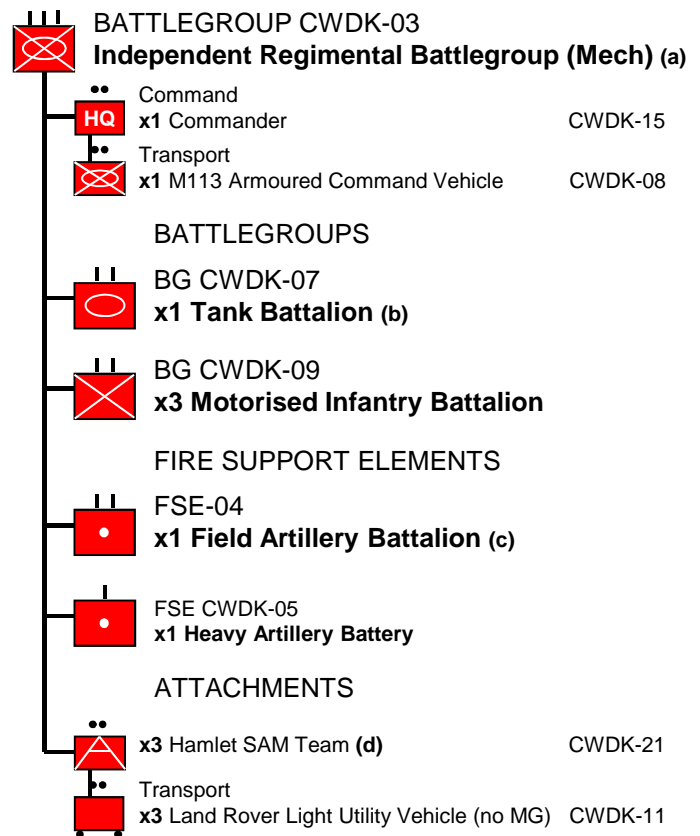 BATTLEGROUP CWDK-03
Independent Regimental Battlegroup (Mech) (a)
Command
HQ
x1 Commander CWDK-15
Transport
x1 M113 Armoured Command Vehicle CWDK-08
BATTLEGROUPS
BG CWDK-07
x1 Tank Battalion (b)
BG CWDK-09
x3 Motorised Infantry Battalion
FIRE SUPPORT ELEMENTS
FSE-04
x1 Field Artillery Battalion (c)
FSE CWDK-05
x1 Heavy Artillery Battery
ATTACHMENTS
x3 Hamlet SAM Team (d) CWDK-21
Transport
x3 Land Rover Light Utility Vehicle (no MG) CWDK-11